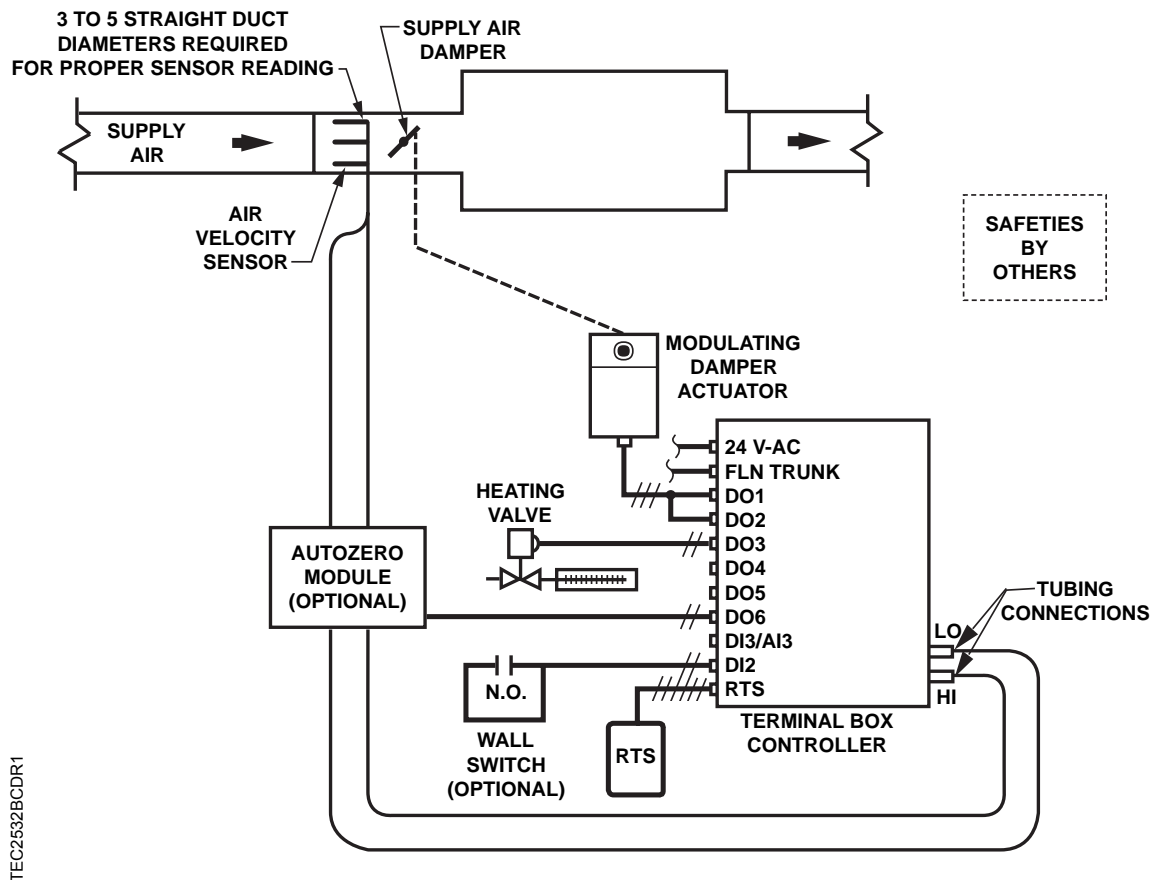 3 TO 5 STRAIGHT DUCT
DIAMETERS REQUIRED
FOR PROPER SENSOR READING
SUPPLY AIR
DAMPER
SUPPLY
AIR
AIR
VELOCITY
SENSOR
SAFETIES
BY
OTHERS
MODULATING
DAMPER
ACTUATOR
24 V-AC
FLN TRUNK
DO1
DO2
DO3
DO4
DO5
DO6
DI3/AI3
DI2
RTS
HEATING
VALVE
AUTOZERO
MODULE
(OPTIONAL)
TUBING
CONNECTIONS
LO
HI
N.O.
WALL
SWITCH
(OPTIONAL)
RTS
TERMINAL BOX
CONTROLLER
TEC2532BCDR1